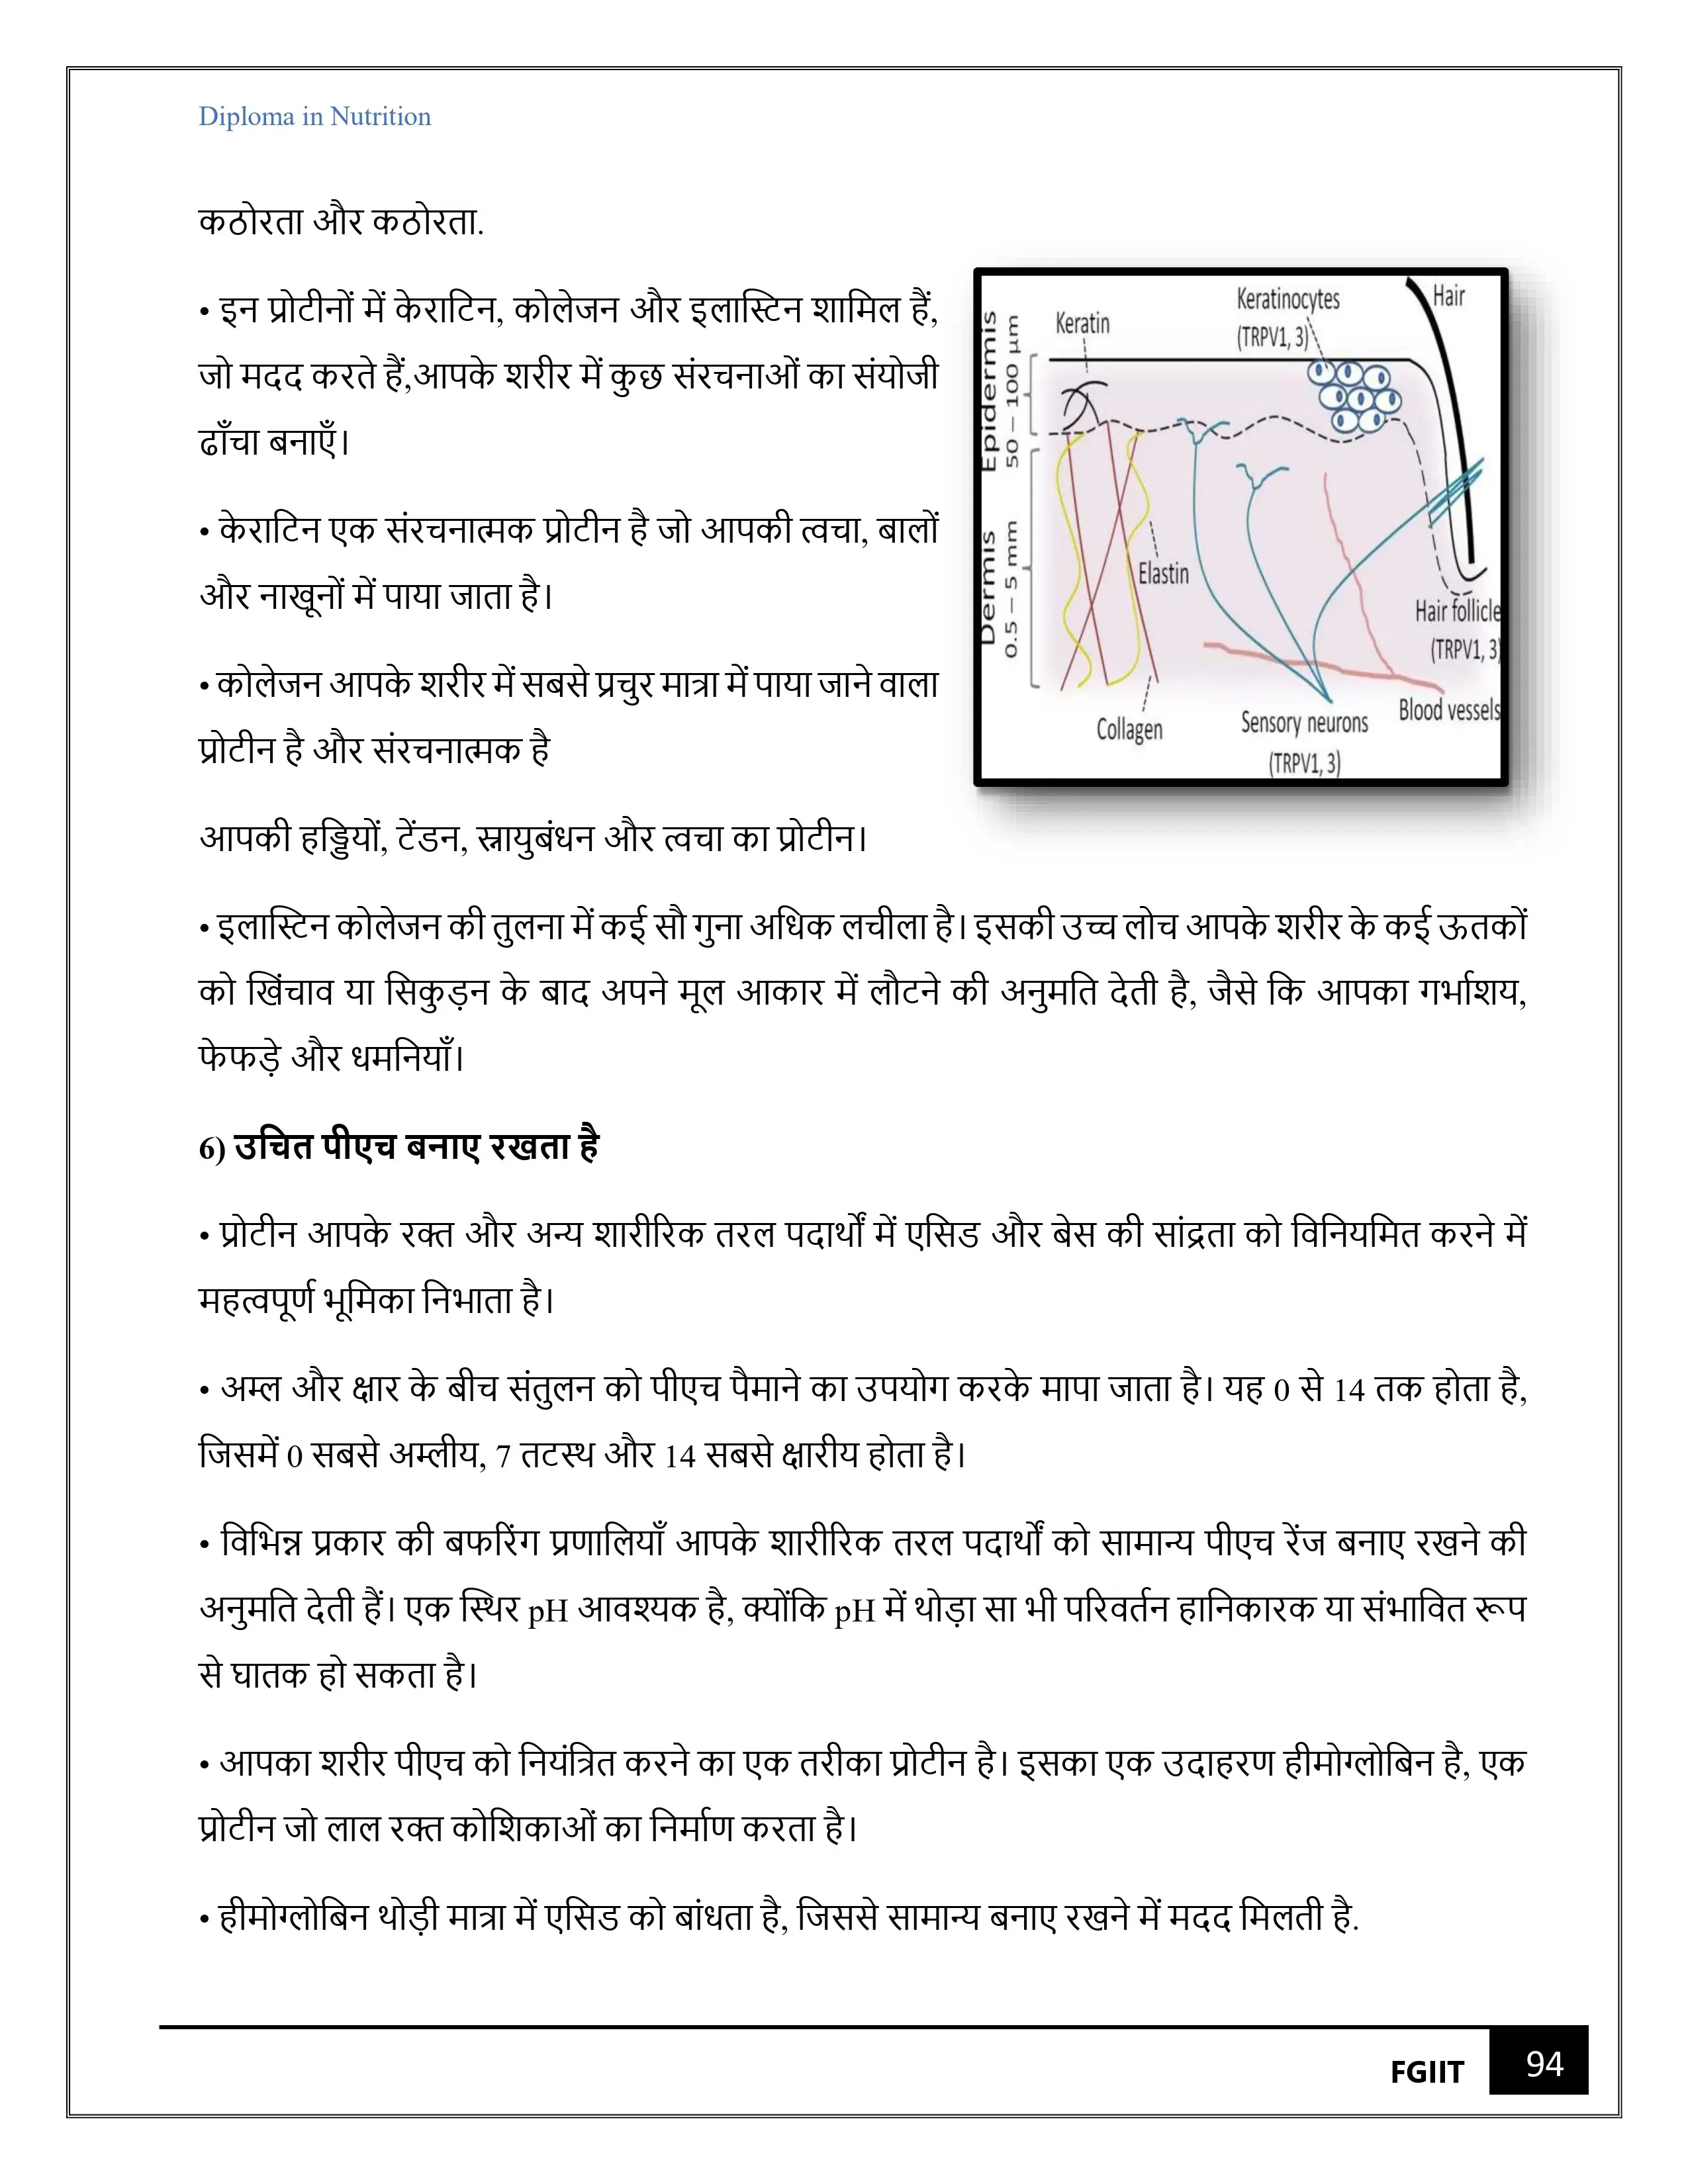 Diploma in Nutrition
कठोरता और कठोरता.
• इन प्रोटीनों में केराटिन, कोलेजन और इलास्टिन शामिल हैं,
जो मदद करते हैं,आपके शरीर में कुछ संरचनाओं का संयोजी
ढाँचा बनाएँ।
• केराटिन एक संरचनात्मक प्रोटीन है जो आपकी त्वचा, बालों
और नाखूनों में पाया जाता है।
• कोलेजन आपके शरीर में सबसे प्रचुर मात्रा में पाया जाने वाला
प्रोटीन है और संरचनात्मक है
आपकी हड्डियों, टेंडन, स्नायुबंधन और त्वचा का प्रोटीन।
Epidermis
50 – 100 µm
Dermis
0.5 – 5 mm
Keratin
Keratinocytes
(TRPV1, 3)
Hair
Elastin
Hair follicle
(TRPV1, 3)
Collagen
Sensory neurons
(TRPV1, 3)
Blood vessels
• इलास्टिन कोलेजन की तुलना में कई सौ गुना अधिक लचीला है। इसकी उच्च लोच आपके शरीर के कई ऊतकों
को खिंचाव या सिकुड़न के बाद अपने मूल आकार में लौटने की अनुमति देती है, जैसे कि आपका गर्भाशय,
फेफड़े और धमनियाँ।
6) उचित पीएच बनाए रखता है
• प्रोटीन आपके रक्त और अन्य शारीरिक तरल पदार्थों में एसिड और बेस की सांद्रता को विनियमित करने में
महत्वपूर्ण भूमिका निभाता है।
• अम्ल और क्षार के बीच संतुलन को पीएच पैमाने का उपयोग करके मापा जाता है। यह 0 से 14 तक होता है,
जिसमें 0 सबसे अम्लीय, 7 तटस्थ और 14 सबसे क्षारीय होता है।
• विभिन्न प्रकार की बफरिंग प्रणालियाँ आपके शारीरिक तरल पदार्थों को सामान्य पीएच रेंज बनाए रखने की
अनुमति देती हैं। एक स्थिर pH आवश्यक है, क्योंकि pH में थोड़ा सा भी परिवर्तन हानिकारक या संभावित रूप
से घातक हो सकता है।
• आपका शरीर पीएच को नियंत्रित करने का एक तरीका प्रोटीन है। इसका एक उदाहरण हीमोग्लोबिन है, एक
प्रोटीन जो लाल रक्त कोशिकाओं का निर्माण करता है।
• हीमोग्लोबिन थोड़ी मात्रा में एसिड को बांधता है, जिससे सामान्य बनाए रखने में मदद मिलती है.
FGIIT 94